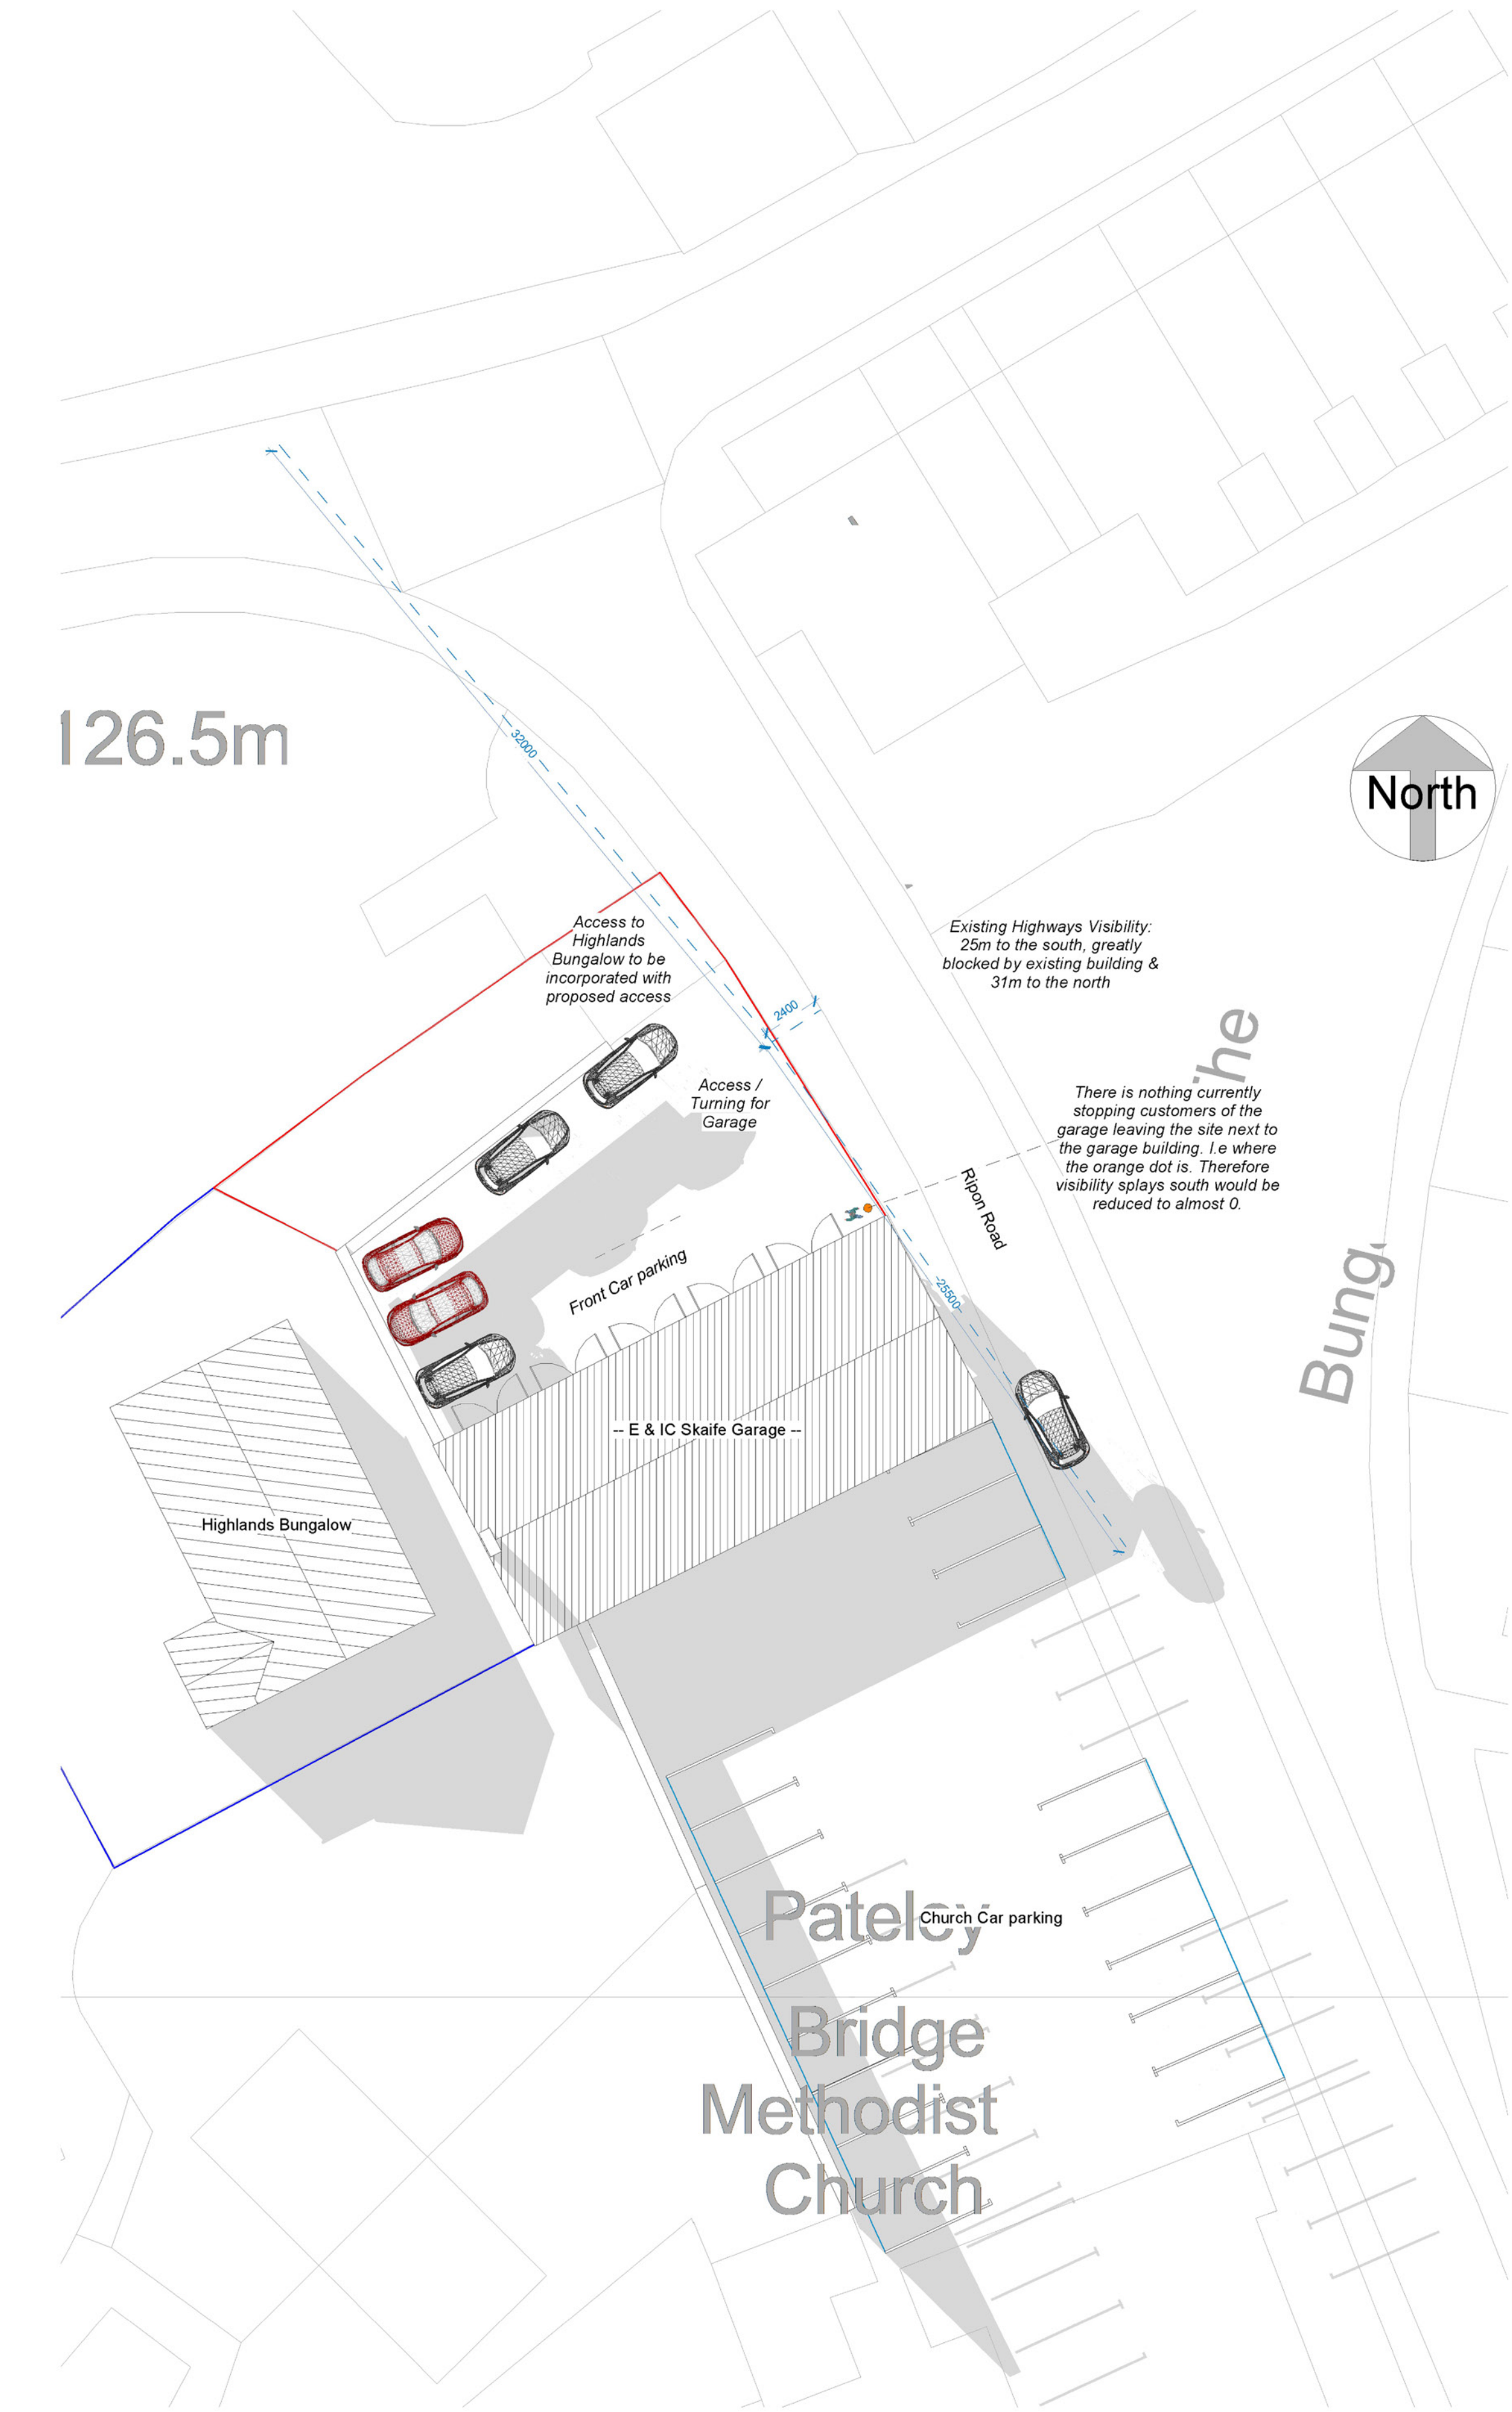 32000
126.5m
North
Access to
Highlands
Bungalow to be
incorporated with
proposed access
Existing Highways Visibility:
25m to the south, greatly
blocked by existing building &
31m to the north
2400
Access /
Turning for
Garage
There is nothing currently
stopping customers of the
garage leaving the site next to
the garage building. I.e where
the orange dot is. Therefore
visibility splays south would be
reduced to almost 0.
Ripon Road
Front Car parking
25500
-- E & IC Skaife Garage --
Highlands Bungalow
Pateley
Church Car parking
Bridge
Methodist
Church